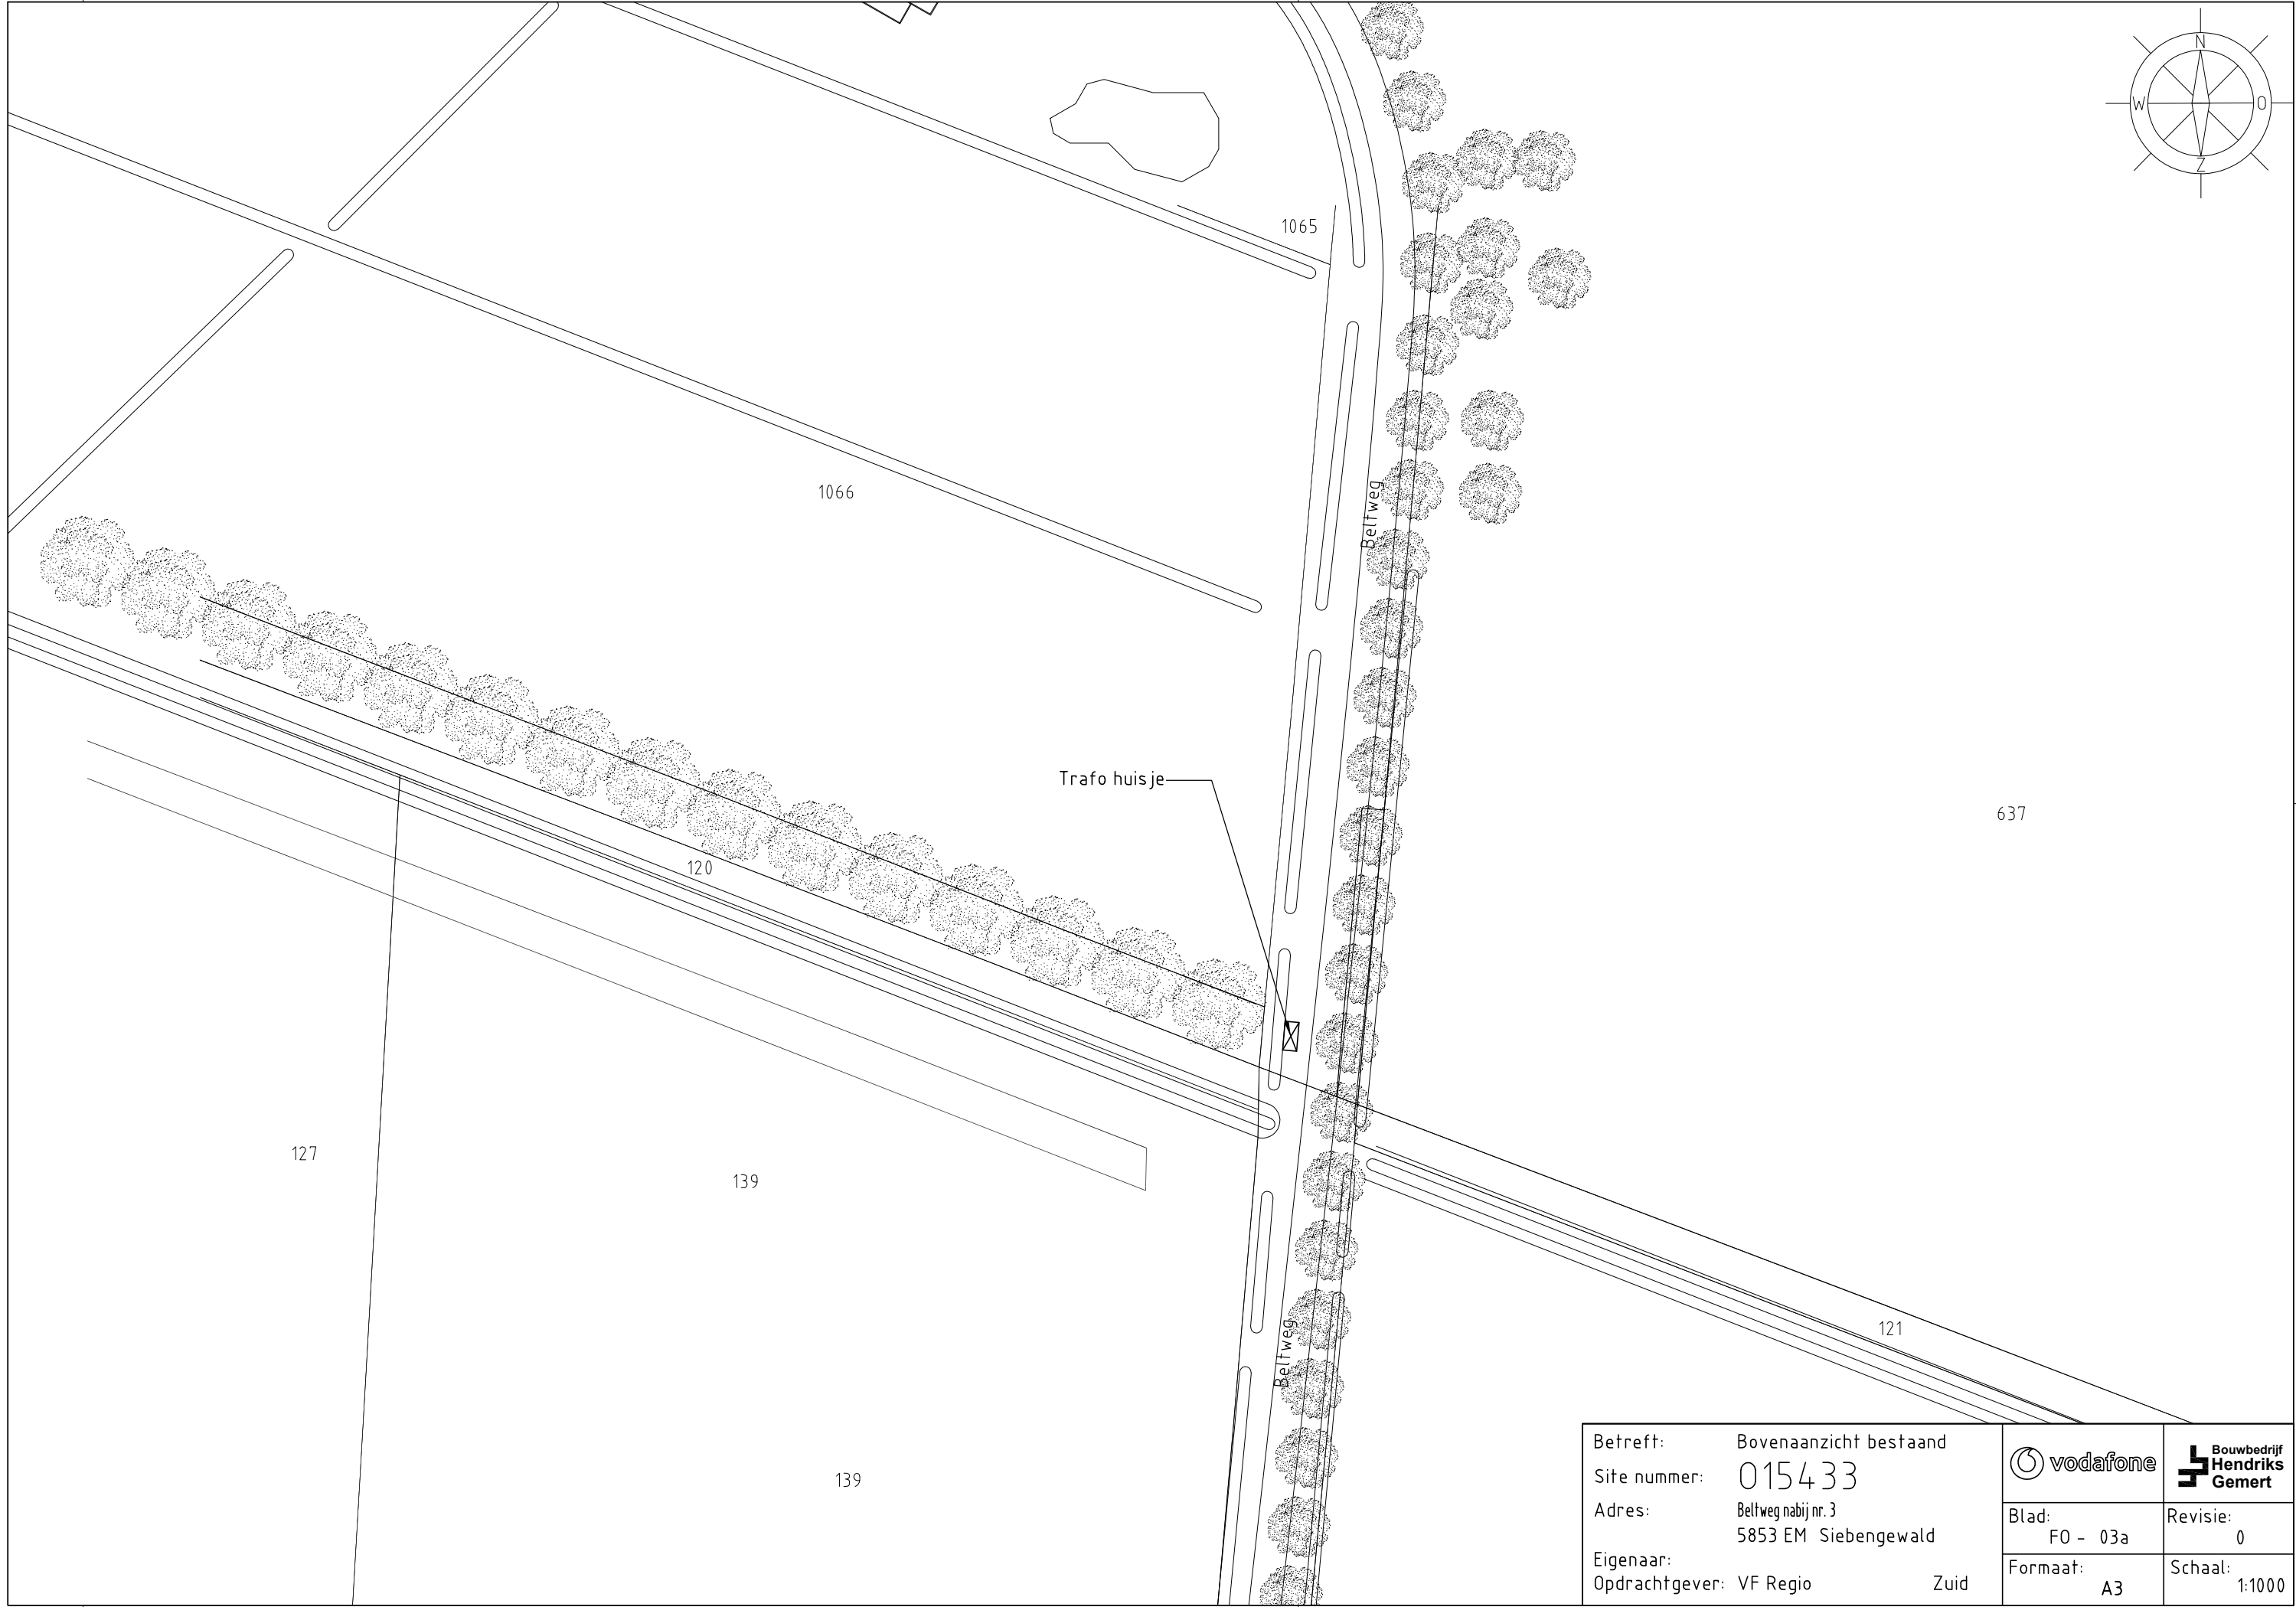 N
W O
Z
1065
1066
Beltweg
Trafo huisje
637
120
127
139
121
Beltweg
139
Betreft: Bovenaanzicht bestaand
Site nummer: 015433
Adres: Beltweg nabij nr. 3
5853 EM Siebengewald
Eigenaar:
Opdrachtgever: VF Regio Zuid
vodafone
Bouwbedrijf
Hendriks
Gemert
Blad:
FO - 03a
Revisie:
0
Formaat:
A3
Schaal:
1:1000